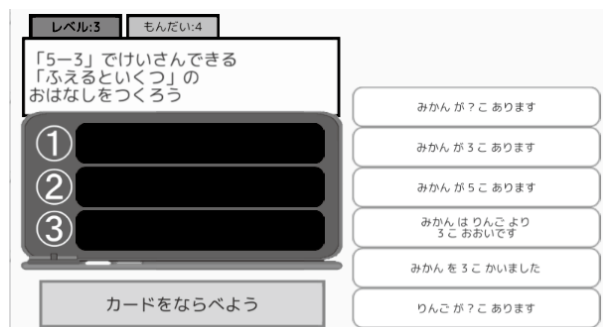 レベル:3
もんだい:4
「5ー3」でけいさんできる
「ふえるといくつ」の
おはなしをつくろう
①
②
③
カードをならべよう
みかん が ? こ あります
みかん が 3 こ あります
みかん が 5 こ あります
みかん は りんご より
3 こ おおいです
みかん を 3 こ かいました
りんご が ? こ あります